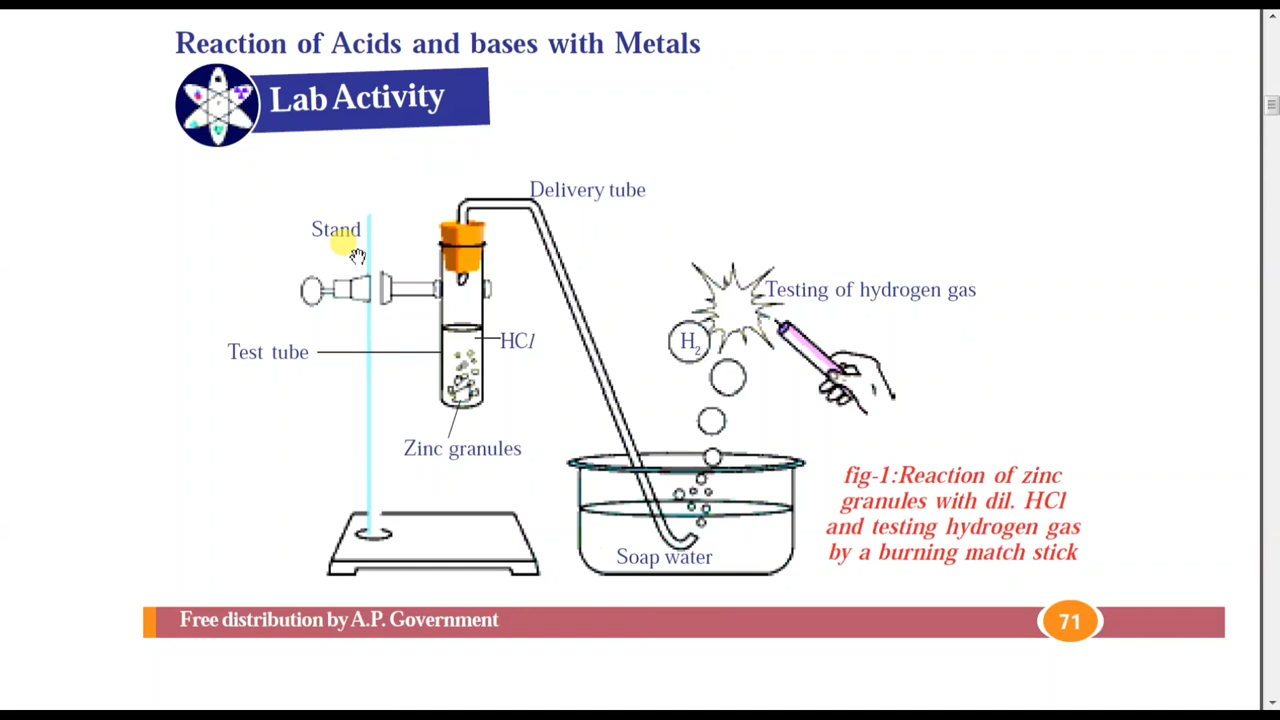 Reaction of Acids and bases with Metals
Lab Activity
Delivery tube
Stand
Testing of hydrogen gas
HCl
H2
Test tube
Zinc granules
fig-1:Reaction of zinc
granules with dil. HCl
and testing hydrogen gas
by a burning match stick
Soap water
Free distribution by A.P. Government
71